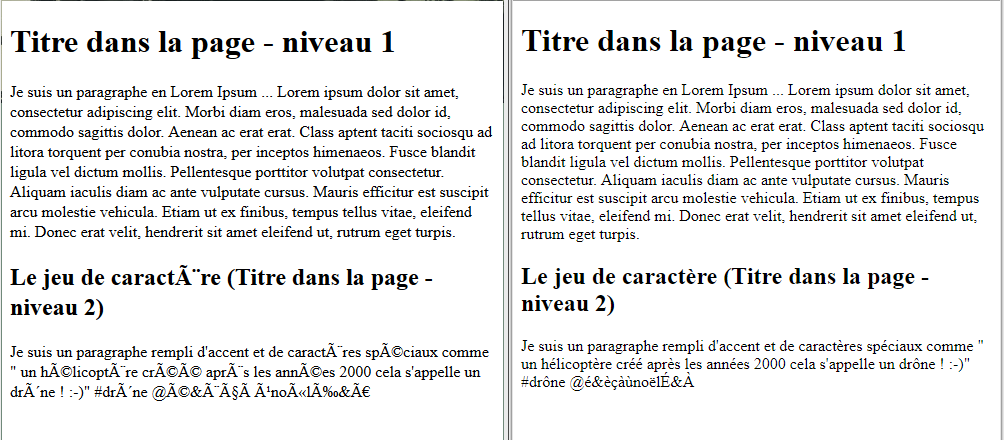 Titre dans la page - niveau 1
Je suis un paragraphe en Lorem Ipsum ... Lorem ipsum dolor sit amet,
consectetur adipiscing elit. Morbi diam eros, malesuada sed dolor id,
commodo sagittis dolor. Aenean ac erat erat. Class aptent taciti sociosqu ad
litora torquent per conubia nostra, per inceptos himenaeos. Fusce blandit
ligula vel dictum mollis. Pellentesque porttitor volutpat consectetur.
Aliquam iaculis diam ac ante vulputate cursus. Mauris efficitur est suscipit
arcu molestie vehicula. Etiam ut ex finibus, tempus tellus vitae, eleifend
mi. Donec erat velit, hendrerit sit amet eleifend ut, rutrum eget turpis.
Le jeu de caractÃ¨re (Titre dans la page -
niveau 2)
Je suis un paragraphe rempli d'accent et de caractÃ¨res spÃ©ciaux comme
" un hÃ©licoptÃ¨re crÃ©Ã© aprÃ¨s les annÃ©es 2000 cela s'appelle un
drÃ´ne ! :-)" #drÃ´ne @Ã©&Ã¨Ã§Ã Ã¹noÃ«lÃ‰&Ã€
Titre dans la page - niveau 1
Je suis un paragraphe en Lorem Ipsum ... Lorem ipsum dolor sit amet,
consectetur adipiscing elit. Morbi diam eros, malesuada sed dolor id,
commodo sagittis dolor. Aenean ac erat erat. Class aptent taciti sociosqu
ad litora torquent per conubia nostra, per inceptos himenaeos. Fusce
blandit ligula vel dictum mollis. Pellentesque porttitor volutpat
consectetur. Aliquam iaculis diam ac ante vulputate cursus. Mauris
efficitur est suscipit arcu molestie vehicula. Etiam ut ex finibus, tempus
tellus vitae, eleifend mi. Donec erat velit, hendrerit sit amet eleifend ut,
rutrum eget turpis.
Le jeu de caractère (Titre dans la page -
niveau 2)
Je suis un paragraphe rempli d'accent et de caractères spéciaux comme "
un hélicoptère créé après les années 2000 cela s'appelle un drône ! :-)"
#drône @é&èçàùnoëlÉ&À